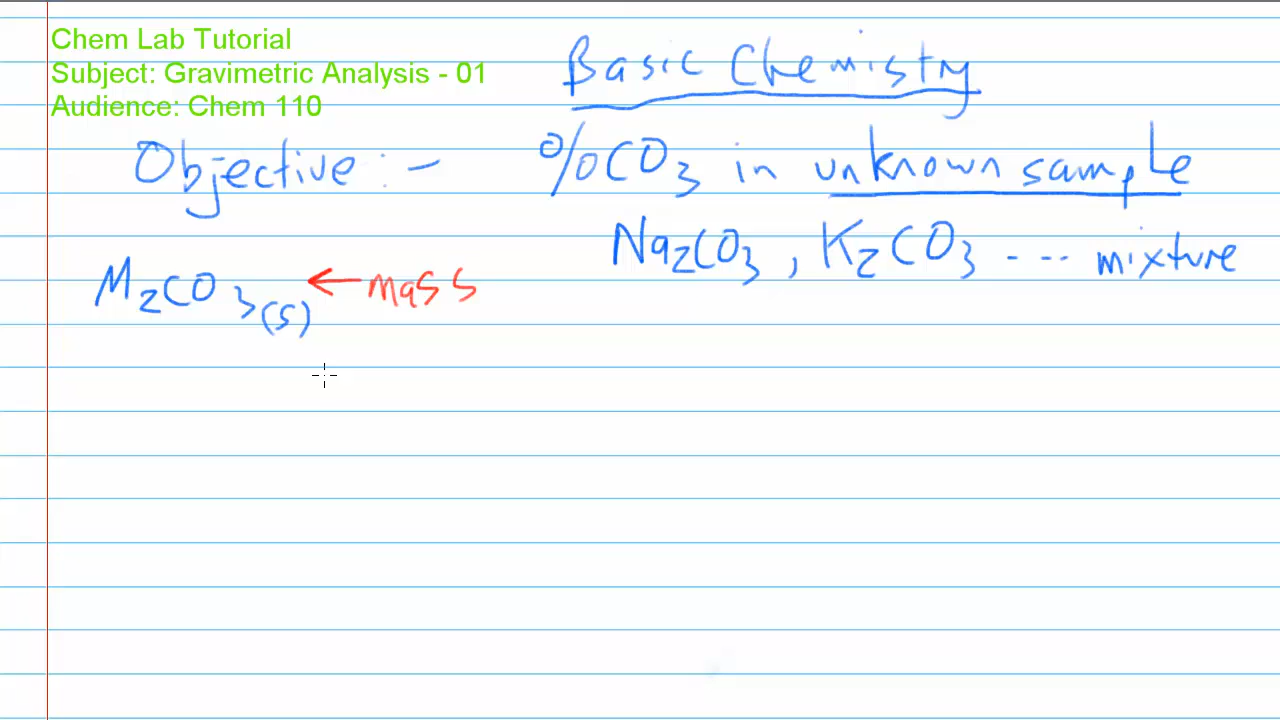 Chem Lab Tutorial
Subject: Gravimetric Analysis - 01
Audience: Chem 110
Basic Chemistry
Objective :- %CO3 in unknown sample
Na2CO3, K2CO3 ---- mixture
M2CO3(s) ← mass